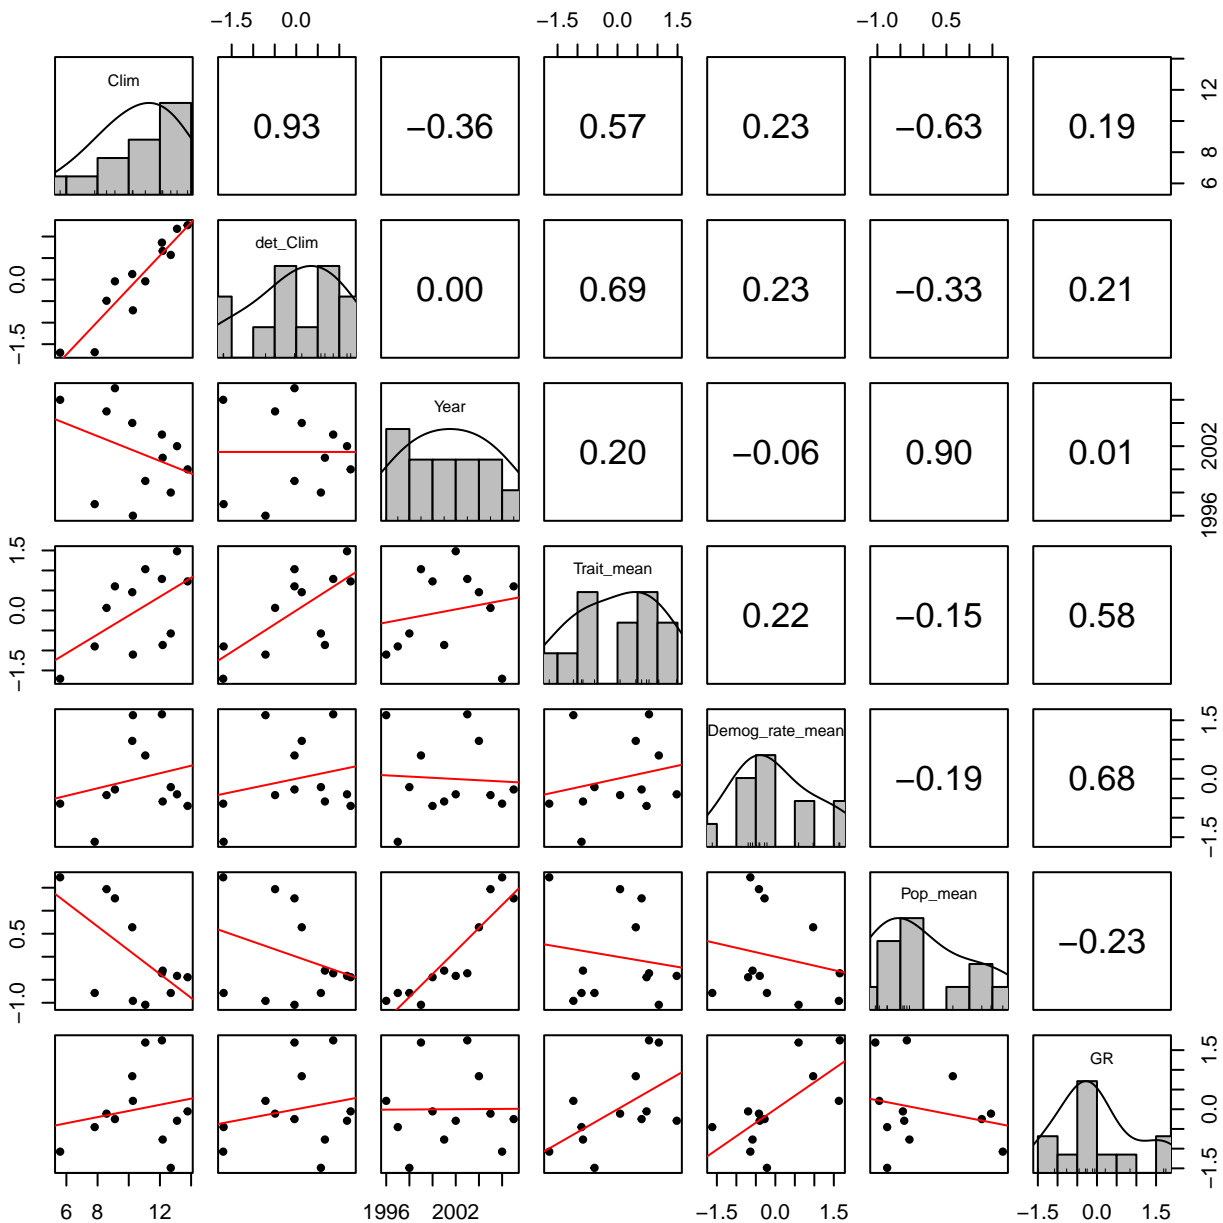 −1.5 0.0 −1.5 0.0 1.5 −1.0 0.5
Clim 0.93 −0.36 0.57 0.23 −0.63 0.19 6 8 12
det_Clim 0.00 0.69 0.23 −0.33 0.21
−1.5 0.0
Year 0.20 −0.06 0.90 0.01 1996 2002
−1.5 0.0 1.5
Trait_mean 0.22 −0.15 0.58
Demog_rate_mean −0.19 0.68 −1.5 0.0 1.5
−1.0 0.5
Pop_mean −0.23
GR −1.5 0.0 1.5
6 8 12 1996 2002 −1.5 0.0 1.5 −1.5 0.0 1.5